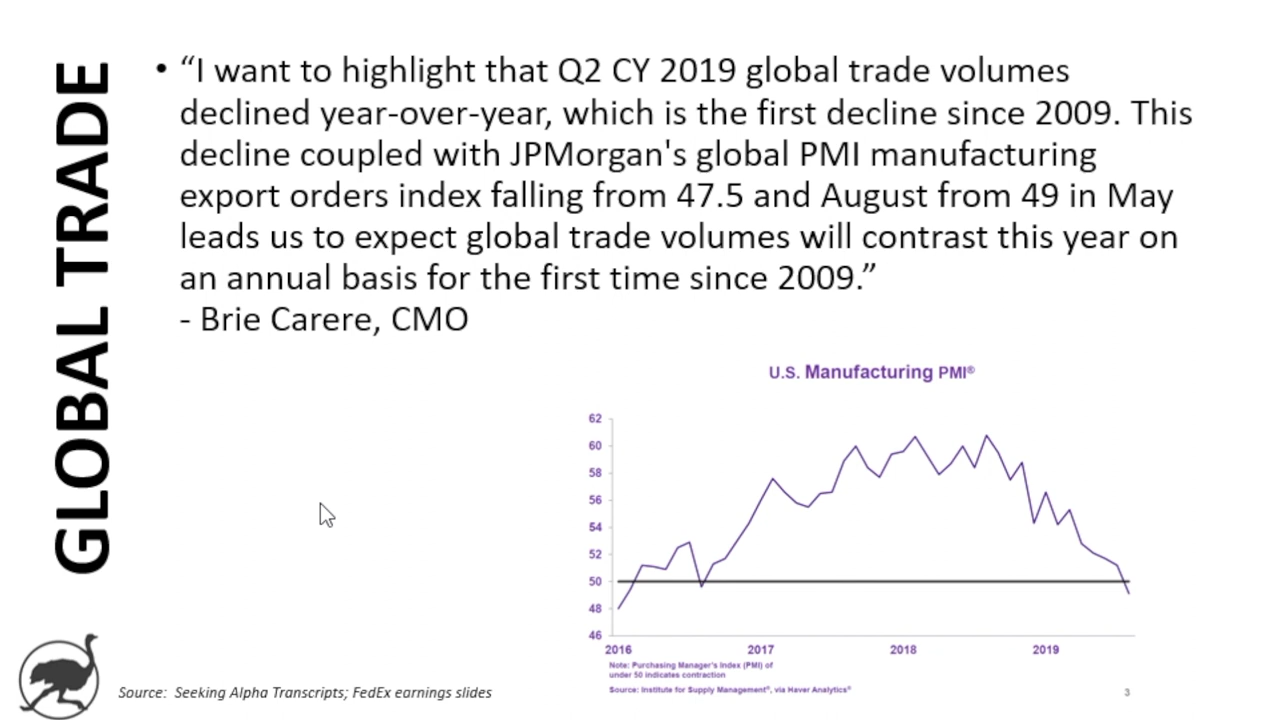 GLOBAL TRADE
• “I want to highlight that Q2 CY 2019 global trade volumes
declined year-over-year, which is the first decline since 2009. This
decline coupled with JPMorgan's global PMI manufacturing
export orders index falling from 47.5 and August from 49 in May
leads us to expect global trade volumes will contrast this year on
an annual basis for the first time since 2009.”
- Brie Carere, CMO
U.S. Manufacturing PMI®
62
60
58
56
54
52
50
48
46
2016 2017 2018 2019
Note: Purchasing Manager's Index (PMI) of
under 50 indicates contraction
Source: Institute for Supply Management®, via Haver Analytics®
3
Source: Seeking Alpha Transcripts; FedEx earnings slides